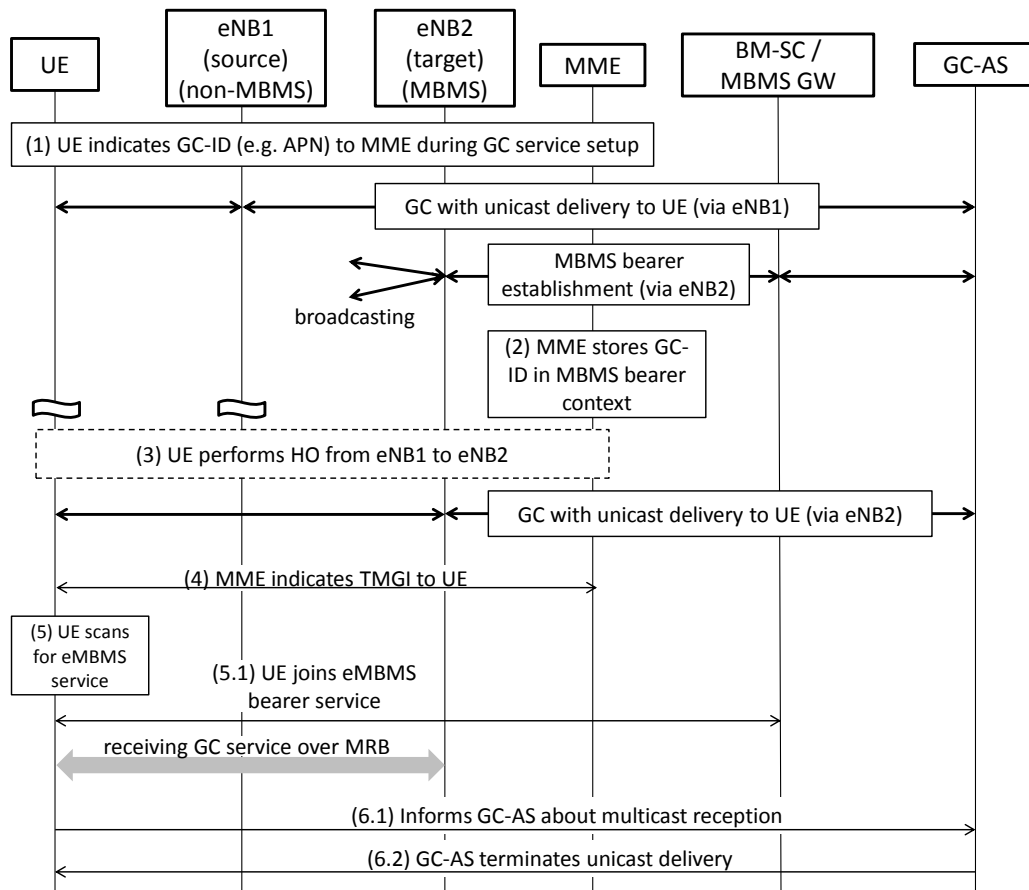 UE
eNB1
(source)
(non-MBMS)
eNB2
(target)
(MBMS)
MME
BM-SC /
MBMS GW
GC-AS
(1) UE indicates GC-ID (e.g. APN) to MME during GC service setup
GC with unicast delivery to UE (via eNB1)
MBMS bearer
establishment (via eNB2)
broadcasting
(2) MME stores GC-
ID in MBMS bearer
context
(3) UE performs HO from eNB1 to eNB2
GC with unicast delivery to UE (via eNB2)
(4) MME indicates TMGI to UE
(5) UE scans
for eMBMS
service
(5.1) UE joins eMBMS
bearer service
receiving GC service over MRB
(6.1) Informs GC-AS about multicast reception
(6.2) GC-AS terminates unicast delivery